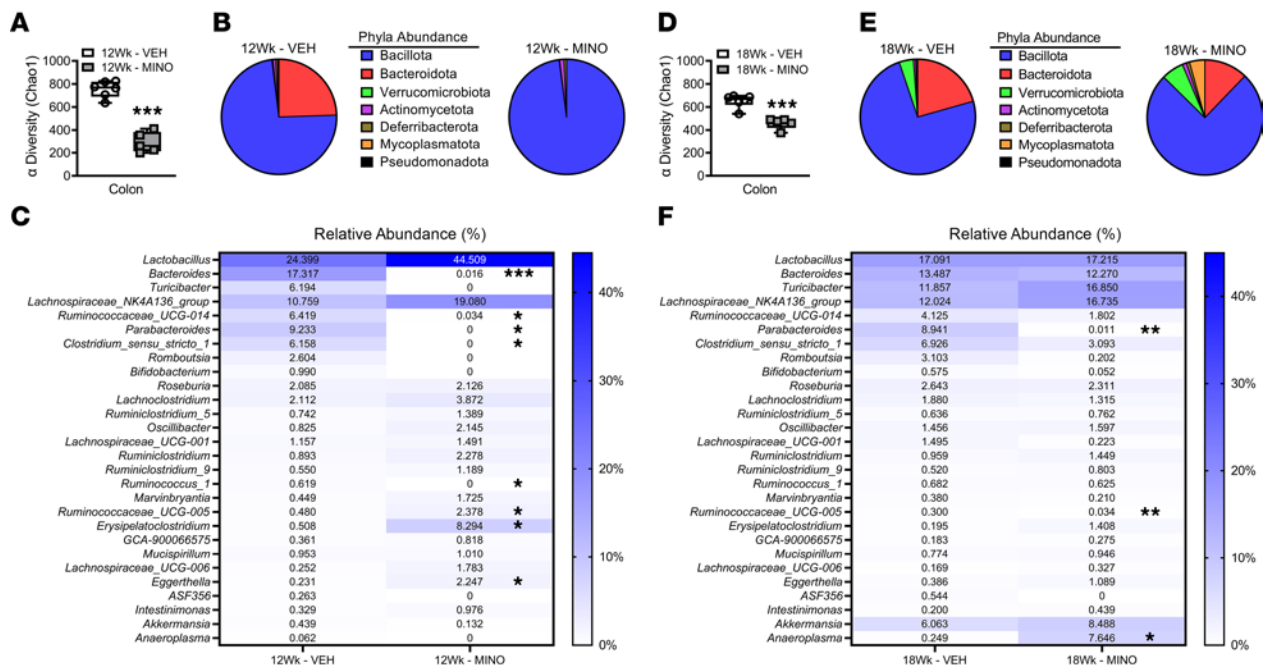 A
12Wk - VEH
12Wk - MINO
α Diversity (Chao1)
1000
800
600
400
200
0
***
Colon
B
12Wk - VEH
Phyla Abundance
Bacillota
Bacteroidota
Verrucomicrobiota
Actinomycetota
Deferribacterota
Mycoplasmatota
Pseudomonadota
12Wk - MINO
D
18Wk - VEH
18Wk - MINO
α Diversity (Chao1)
1000
800
600
400
200
0
***
Colon
E
18Wk - VEH
Phyla Abundance
Bacillota
Bacteroidota
Verrucomicrobiota
Actinomycetota
Deferribacterota
Mycoplasmatota
Pseudomonadota
18Wk - MINO
C
Relative Abundance (%)
Lactobacillus 24.399 44.509
Bacteroides 17.317 0.016 ***
Turicibacter 6.194 0
Lachnospiraceae_NK4A136_group 10.759 19.080
Ruminococcaceae_UCG-014 6.419 0.034 *
Parabacteroides 9.233 0 *
Clostridium_sensu_stricto_1 6.158 0 *
Romboutsia 2.604 0
Bifidobacterium 0.990 0
Roseburia 2.085 2.126
Lachnoclostridium 2.112 3.872
Ruminiclostridium_5 0.742 1.389
Oscillibacter 0.825 2.145
Lachnospiraceae_UCG-001 1.157 1.491
Ruminiclostridium 0.893 2.278
Ruminiclostridium_9 0.550 1.189
Ruminococcus_1 0.619 0 *
Marvinbryantia 0.449 1.725
Ruminococcaceae_UCG-005 0.480 2.378 *
Erysipelatoclostridium 0.508 8.294 *
GCA-900066575 0.361 0.818
Mucispirillum 0.953 1.010
Lachnospiraceae_UCG-006 0.252 1.783
Eggerthella 0.231 2.247 *
ASF356 0.263 0
Intestinimonas 0.329 0.976
Akkermansia 0.439 0.132
Anaeroplasma 0.062 0
12Wk - VEH 12Wk - MINO
40%
30%
20%
10%
0%
F
Relative Abundance (%)
Lactobacillus 17.091 17.215
Bacteroides 13.487 12.270
Turicibacter 11.857 16.850
Lachnospiraceae_NK4A136_group 12.024 16.735
Ruminococcaceae_UCG-014 4.125 1.802
Parabacteroides 8.941 0.011 **
Clostridium_sensu_stricto_1 6.926 3.093
Romboutsia 3.103 0.202
Bifidobacterium 0.575 0.052
Roseburia 2.643 2.311
Lachnoclostridium 1.880 1.315
Ruminiclostridium_5 0.636 0.762
Oscillibacter 1.456 1.597
Lachnospiraceae_UCG-001 1.495 0.223
Ruminiclostridium 0.959 1.449
Ruminiclostridium_9 0.520 0.803
Ruminococcus_1 0.682 0.625
Marvinbryantia 0.380 0.210
Ruminococcaceae_UCG-005 0.300 0.034 **
Erysipelatoclostridium 0.195 1.408
GCA-900066575 0.183 0.275
Mucispirillum 0.774 0.946
Lachnospiraceae_UCG-006 0.169 0.327
Eggerthella 0.386 1.089
ASF356 0.544 0
Intestinimonas 0.200 0.439
Akkermansia 6.063 8.488
Anaeroplasma 0.249 7.646 *
18Wk - VEH 18Wk - MINO
40%
30%
20%
10%
0%